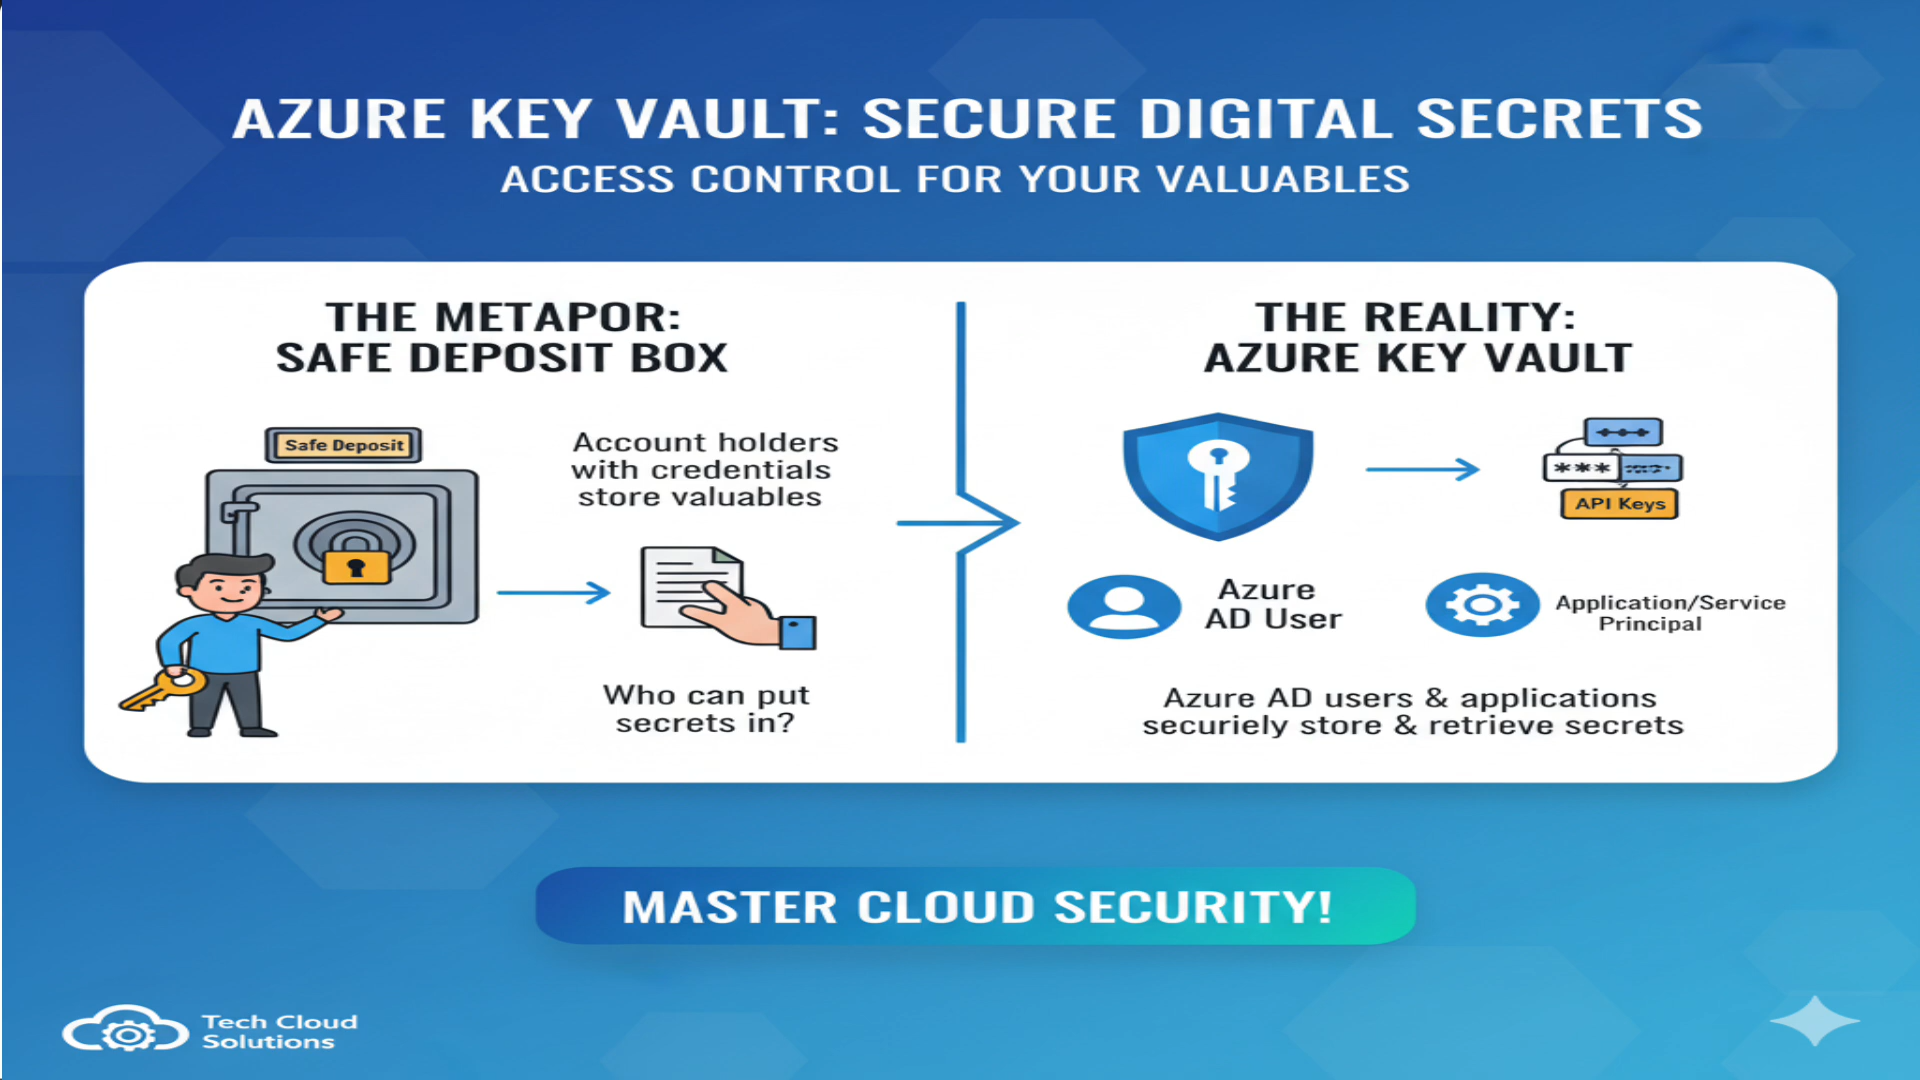 AZURE KEY VAULT: SECURE DIGITAL SECRETS
ACCESS CONTROL FOR YOUR VALUABLES
THE METAPOR:
SAFE DEPOSIT BOX
Safe Deposit
Account holders
with credentials
store valuables
Who can put
secrets in?
THE REALITY:
AZURE KEY VAULT
***
API Keys
Azure
AD User
Application/Service
Principal
Azure AD users & applications
securiely store & retrieve secrets
MASTER CLOUD SECURITY!
Tech Cloud
Solutions